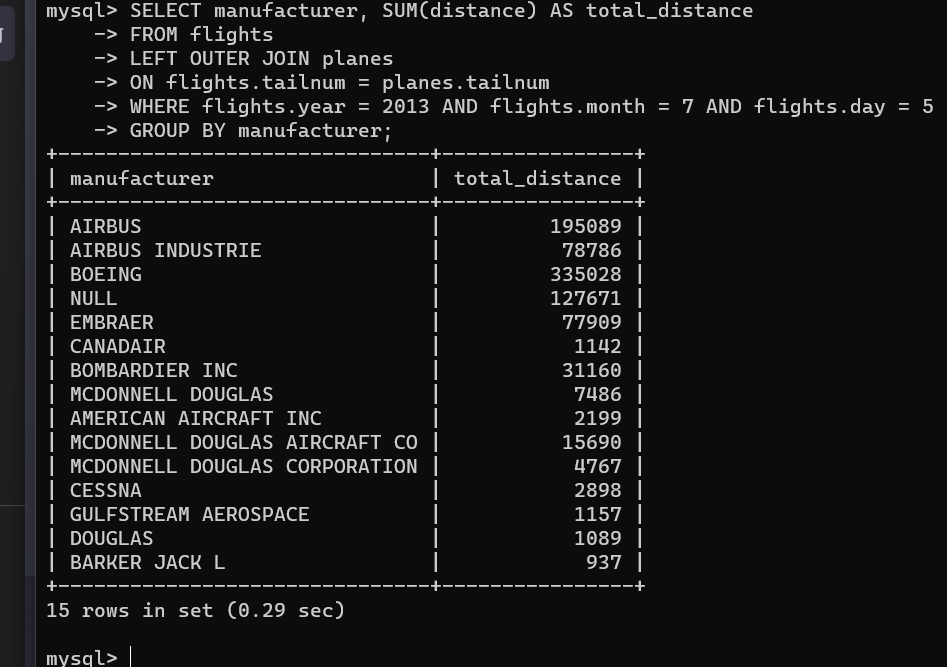 mysql> SELECT manufacturer, SUM(distance) AS total_distance
    -> FROM flights
    -> LEFT OUTER JOIN planes
    -> ON flights.tailnum = planes.tailnum
    -> WHERE flights.year = 2013 AND flights.month = 7 AND flights.day = 5
    -> GROUP BY manufacturer;
+-------------------------------+----------------+
| manufacturer                  | total_distance |
+-------------------------------+----------------+
| AIRBUS                        |         195089 |
| AIRBUS INDUSTRIE              |          78786 |
| BOEING                        |         335028 |
| NULL                          |         127671 |
| EMBRAER                       |          77909 |
| CANADAIR                      |           1142 |
| BOMBARDIER INC                |          31160 |
| MCDONNELL DOUGLAS             |           7486 |
| AMERICAN AIRCRAFT INC         |           2199 |
| MCDONNELL DOUGLAS AIRCRAFT CO |          15690 |
| MCDONNELL DOUGLAS CORPORATION |           4767 |
| CESSNA                        |           2898 |
| GULFSTREAM AEROSPACE          |           1157 |
| DOUGLAS                       |           1089 |
| BARKER JACK L                 |            937 |
+-------------------------------+----------------+
15 rows in set (0.29 sec)
mysql>